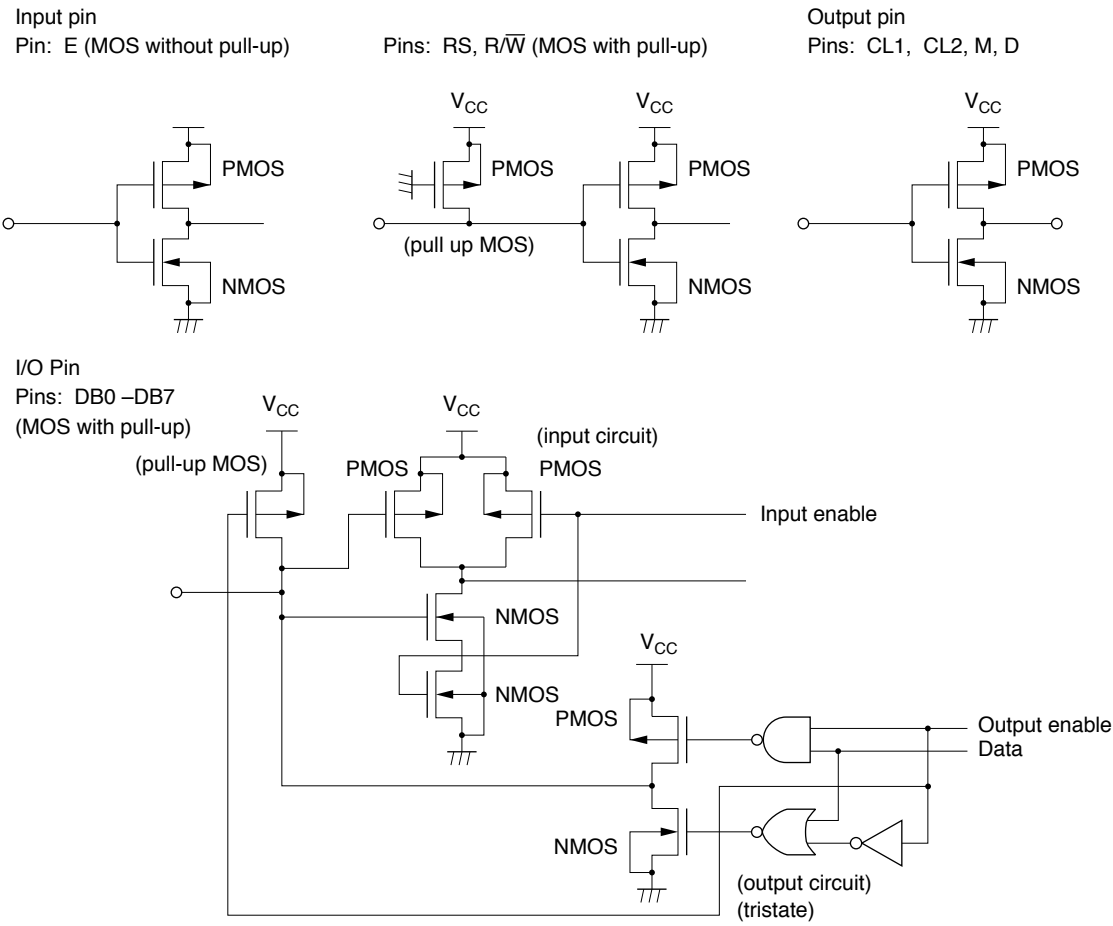 Input pin
Pin: E (MOS without pull-up)
Pins: RS, R/W̅ (MOS with pull-up)
Output pin
Pins: CL1, CL2, M, D
VCC
VCC
VCC
PMOS
PMOS
PMOS
PMOS
(pull up MOS)
NMOS
NMOS
NMOS
I/O Pin
Pins: DB0 –DB7
(MOS with pull-up)
VCC
VCC
(pull-up MOS)
(input circuit)
PMOS
PMOS
Input enable
NMOS
NMOS
VCC
PMOS
Output enable
Data
NMOS
(output circuit)
(tristate)